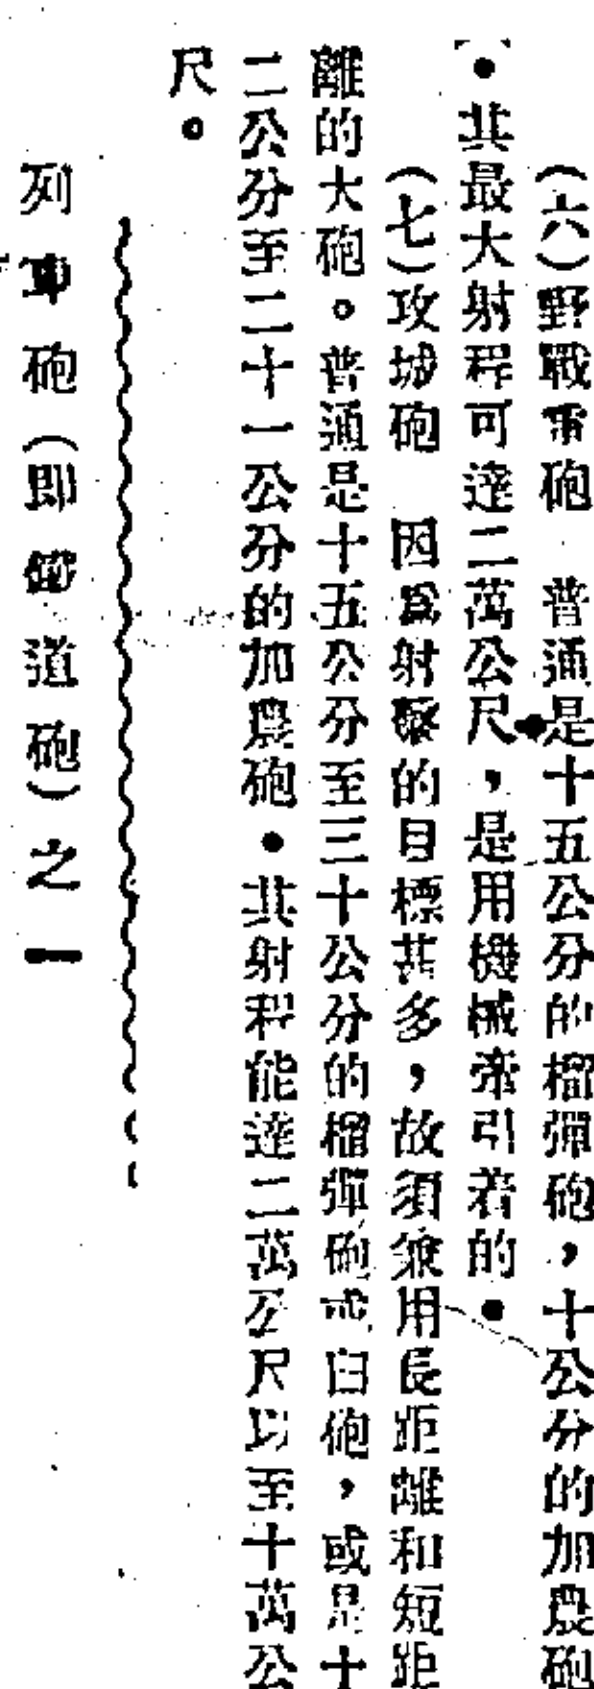 (六)野戰重砲　普通是十五公分的榴彈砲，十公分的加農砲
。其最大射程可達二萬公尺，是用機械牽引着的。
(七)攻城砲　因爲射擊的目標甚多，故須兼用長距離和短距
離的大砲。普通是十五公分至三十公分的榴彈砲或臼砲，或是十
二公分至二十一公分的加農砲。其射程能達二萬公尺以至十萬公
尺。
列車砲(即鐵道砲)之一